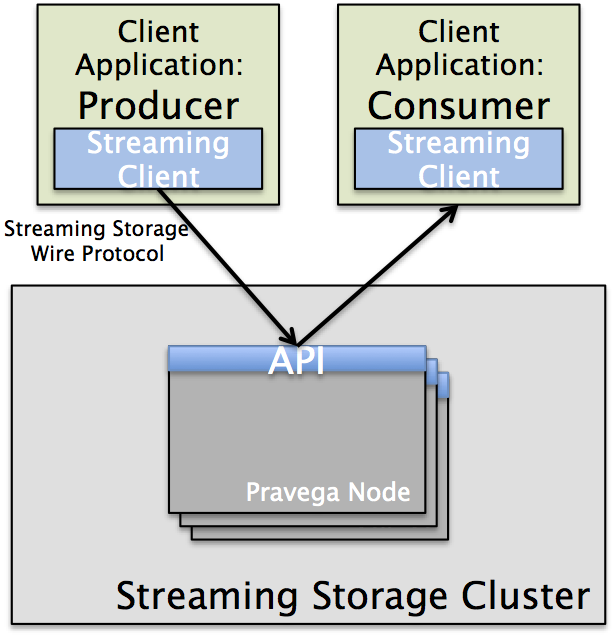 Client
Application:
Producer
Streaming
Client
Client
Application:
Consumer
Streaming
Client
Streaming Storage
Wire Protocol
API
Pravega Node
Streaming Storage Cluster